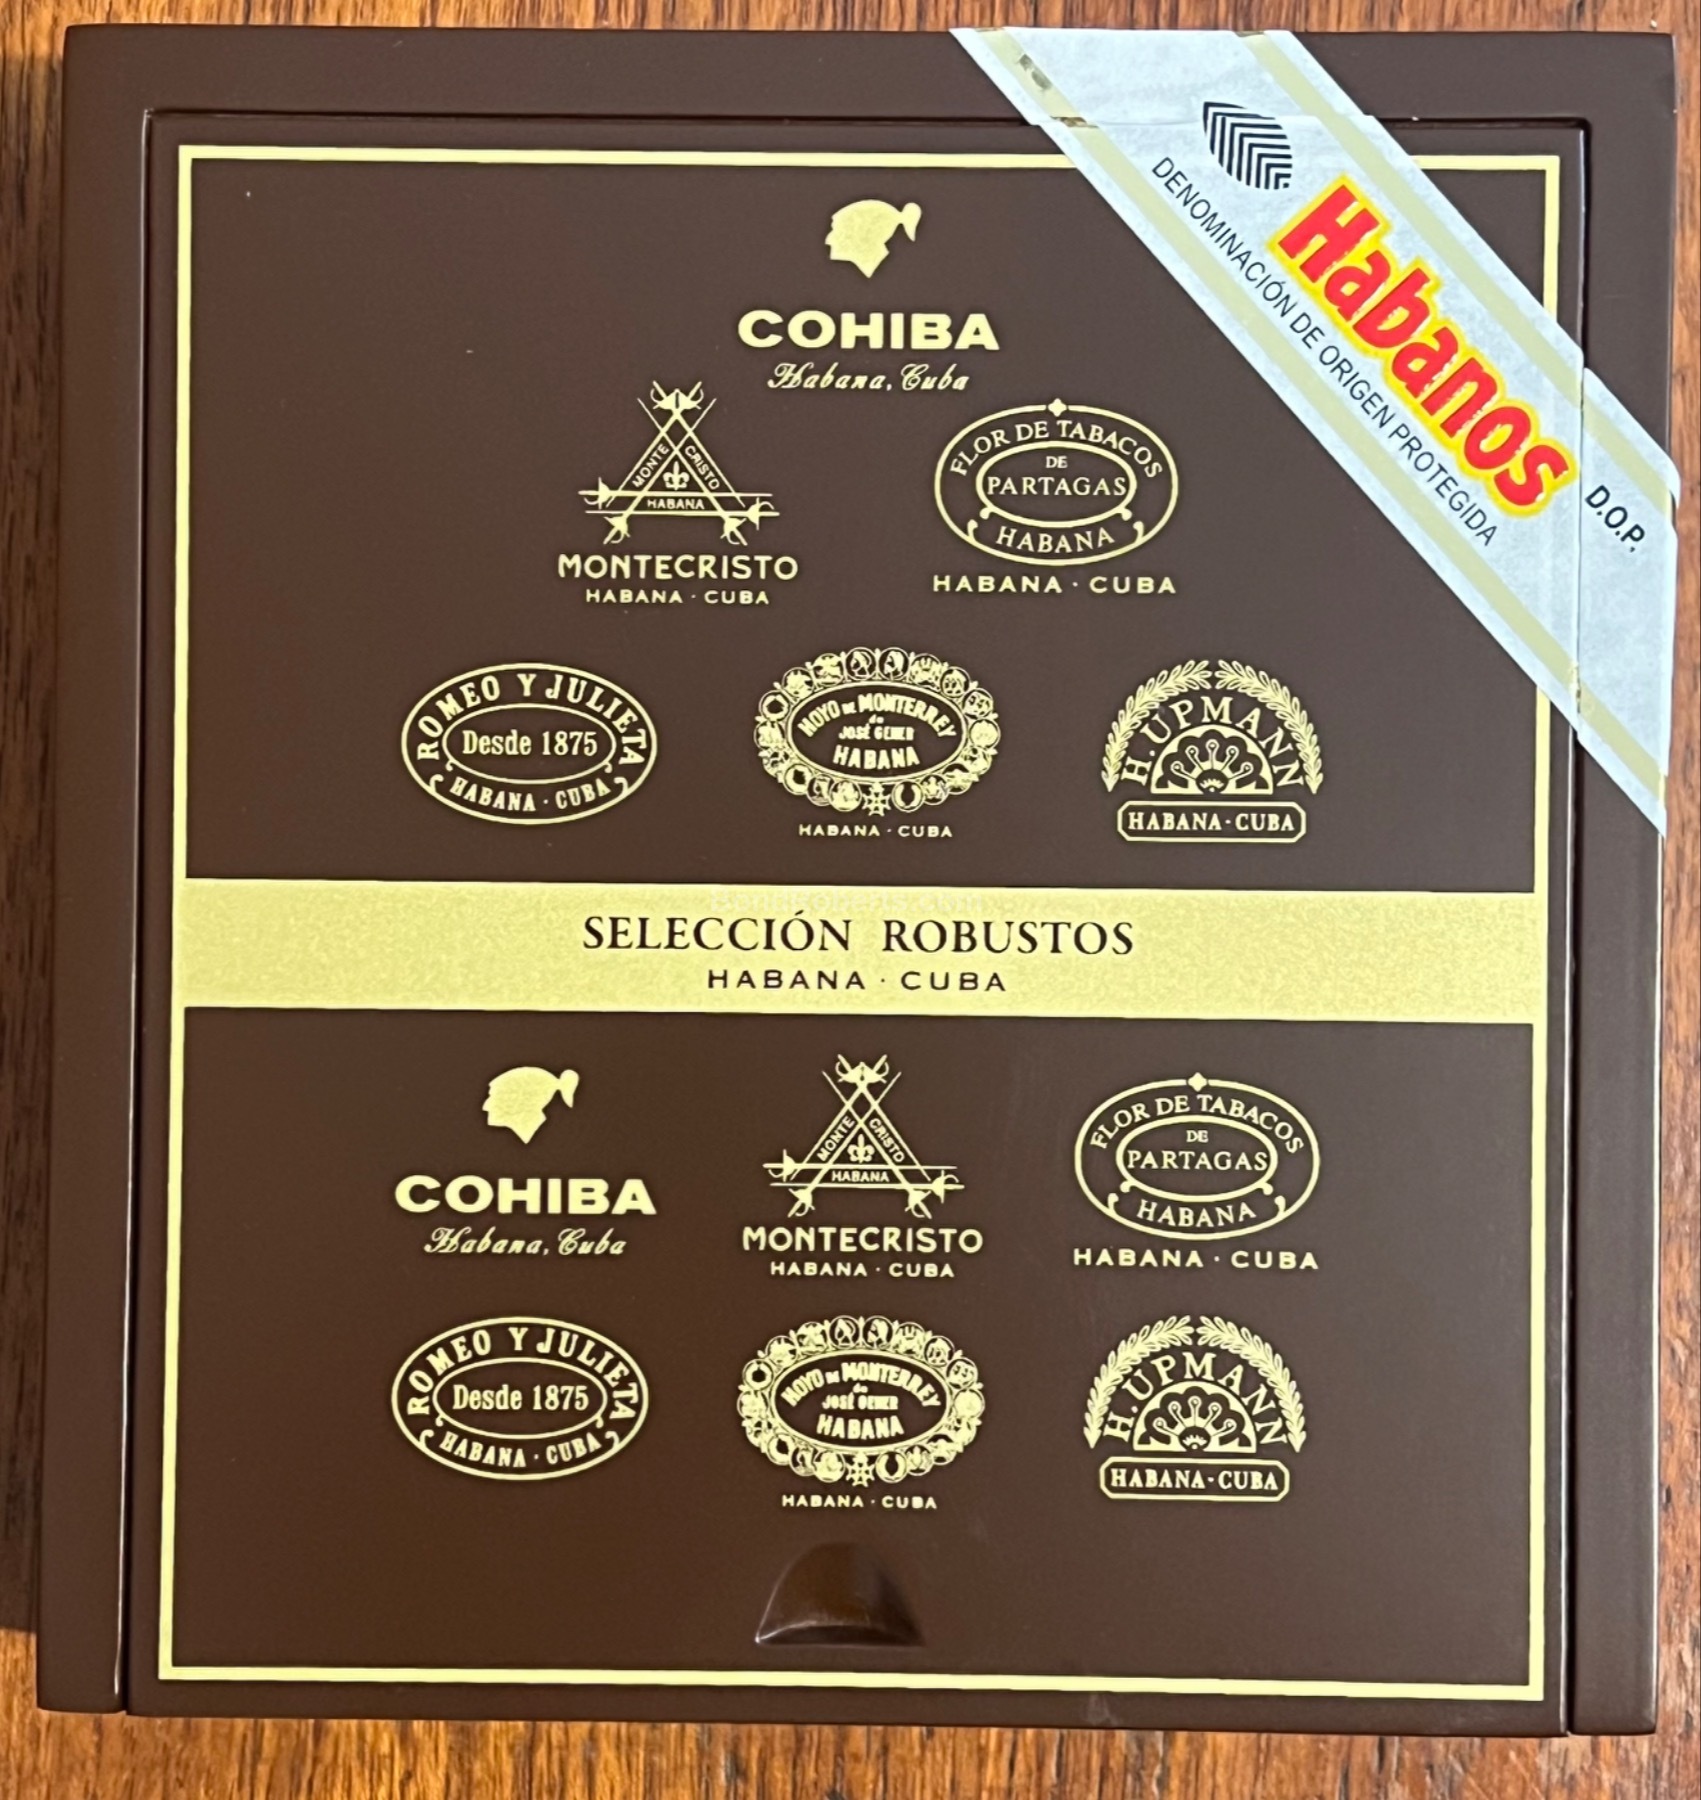 Habanos
DENOMINACIÓN DE ORIGEN PROTEGIDA
D.O.P.
COHIBA
Habana, Cuba
MONTE CRISTO
HABANA
MONTECRISTO
HABANA · CUBA
FLOR DE TABACOS
DE
PARTAGAS
HABANA
HABANA · CUBA
ROMEO Y JULIETA
Desde 1875
HABANA · CUBA
HOYO DE MONTERREY
de
JOSÉ GENER
HABANA
HABANA · CUBA
H. UPMANN
HABANA · CUBA
SELECCIÓN ROBUSTOS
HABANA · CUBA
COHIBA
Habana, Cuba
MONTE CRISTO
HABANA
MONTECRISTO
HABANA · CUBA
FLOR DE TABACOS
DE
PARTAGAS
HABANA
HABANA · CUBA
ROMEO Y JULIETA
Desde 1875
HABANA · CUBA
HOYO DE MONTERREY
de
JOSÉ GENER
HABANA
HABANA · CUBA
H. UPMANN
HABANA · CUBA